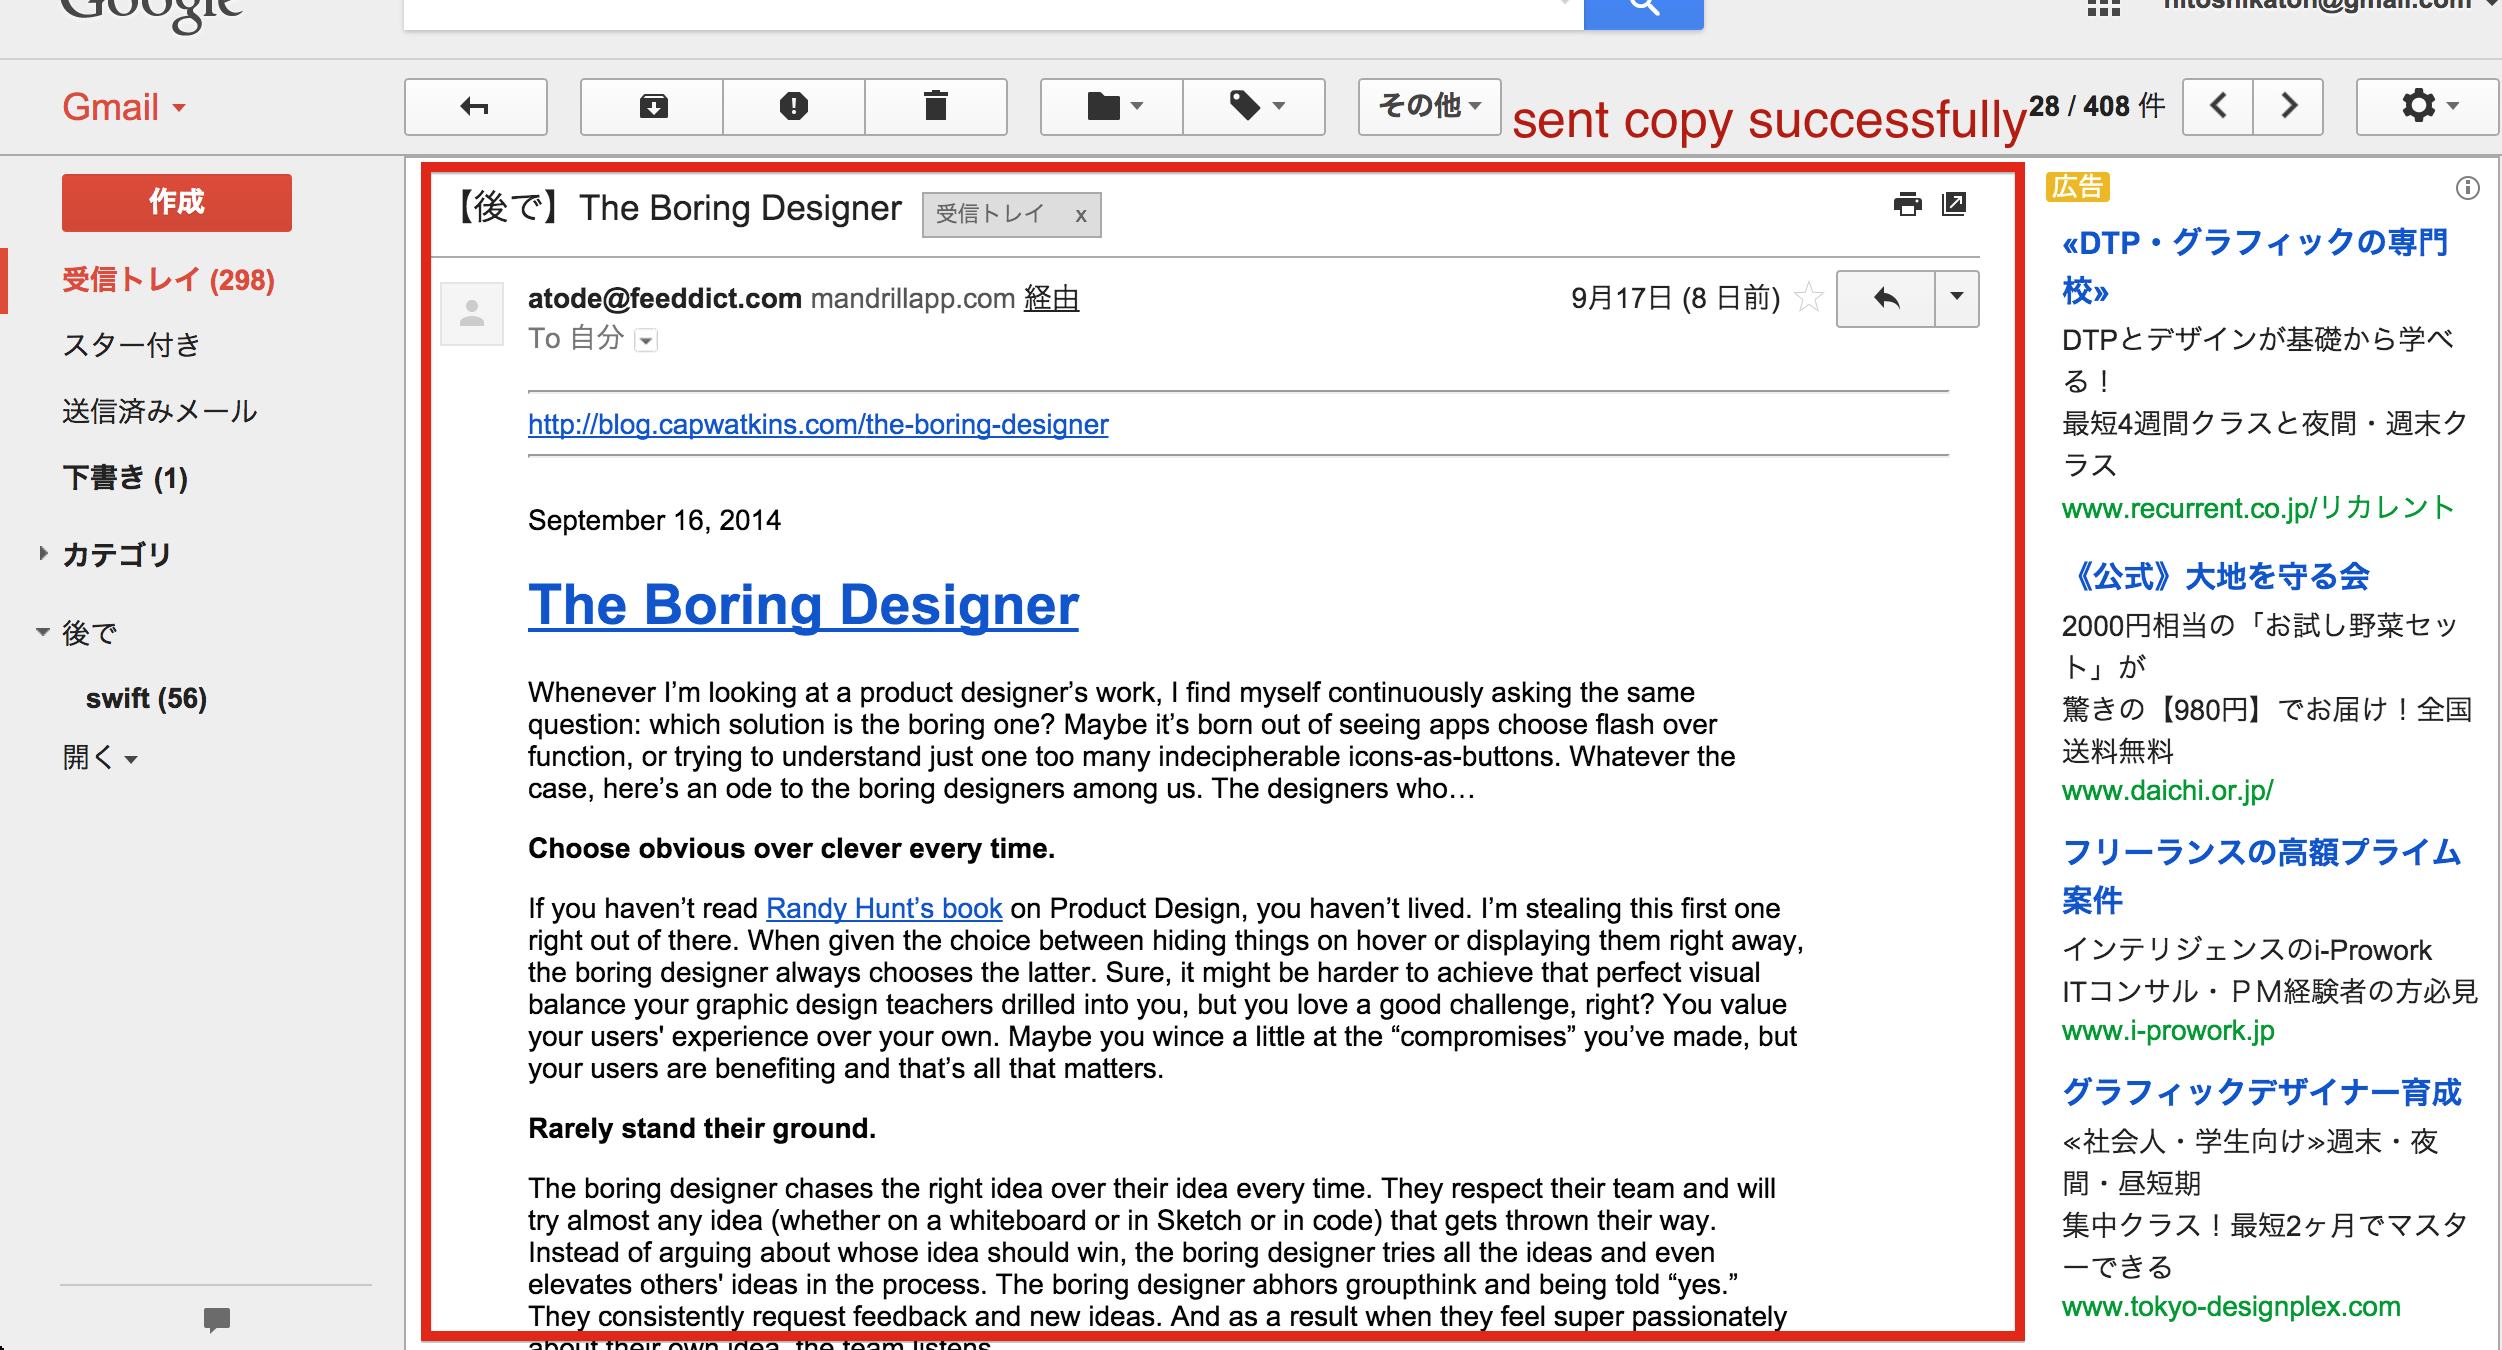 Google
hitoshikatori@gmail.com
Gmail
その他
sent copy successfully
28 / 408 件
作成
受信トレイ (298)
スター付き
送信済みメール
下書き (1)
カテゴリ
後で
swift (56)
開く
【後で】The Boring Designer
受信トレイ x
atode@feeddict.com mandrillapp.com 経由
9月17日 (8 日前)
To 自分
http://blog.capwatkins.com/the-boring-designer
September 16, 2014
The Boring Designer
Whenever I’m looking at a product designer’s work, I find myself continuously asking the same
question: which solution is the boring one? Maybe it’s born out of seeing apps choose flash over
function, or trying to understand just one too many indecipherable icons-as-buttons. Whatever the
case, here’s an ode to the boring designers among us. The designers who…
Choose obvious over clever every time.
If you haven’t read Randy Hunt’s book on Product Design, you haven’t lived. I’m stealing this first one
right out of there. When given the choice between hiding things on hover or displaying them right away,
the boring designer always chooses the latter. Sure, it might be harder to achieve that perfect visual
balance your graphic design teachers drilled into you, but you love a good challenge, right? You value
your users' experience over your own. Maybe you wince a little at the “compromises” you’ve made, but
your users are benefiting and that’s all that matters.
Rarely stand their ground.
The boring designer chases the right idea over their idea every time. They respect their team and will
try almost any idea (whether on a whiteboard or in Sketch or in code) that gets thrown their way.
Instead of arguing about whose idea should win, the boring designer tries all the ideas and even
elevates others' ideas in the process. The boring designer abhors groupthink and being told “yes.”
They consistently request feedback and new ideas. And as a result when they feel super passionately
about their own idea, the team listens.
広告
«DTP・グラフィックの専門
校»
DTPとデザインが基礎から学べ
る！
最短4週間クラスと夜間・週末ク
ラス
www.recurrent.co.jp/リカレント
《公式》大地を守る会
2000円相当の「お試し野菜セッ
ト」が
驚きの【980円】でお届け！全国
送料無料
www.daichi.or.jp/
フリーランスの高額プライム
案件
インテリジェンスのi-Prowork
ITコンサル・ＰＭ経験者の方必見
www.i-prowork.jp
グラフィックデザイナー育成
≪社会人・学生向け≫週末・夜
間・昼短期
集中クラス！最短2ヶ月でマスタ
ーできる
www.tokyo-designplex.com